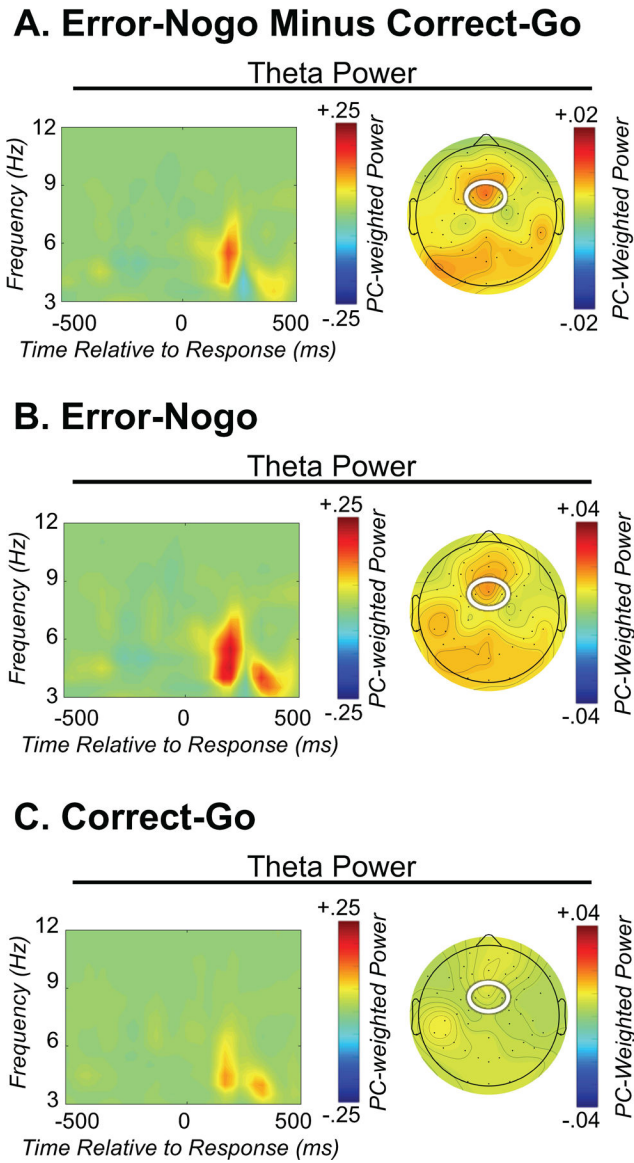 A. Error-Nogo Minus Correct-Go
Theta Power
Frequency (Hz)
12
9
6
3
-500
0
500
Time Relative to Response (ms)
+.25
-.25
PC-weighted Power
+.02
-.02
PC-Weighted Power
B. Error-Nogo
Theta Power
Frequency (Hz)
12
9
6
3
-500
0
500
Time Relative to Response (ms)
+.25
-.25
PC-weighted Power
+.04
-.04
PC-Weighted Power
C. Correct-Go
Theta Power
Frequency (Hz)
12
9
6
3
-500
0
500
Time Relative to Response (ms)
+.25
-.25
PC-weighted Power
+.04
-.04
PC-Weighted Power